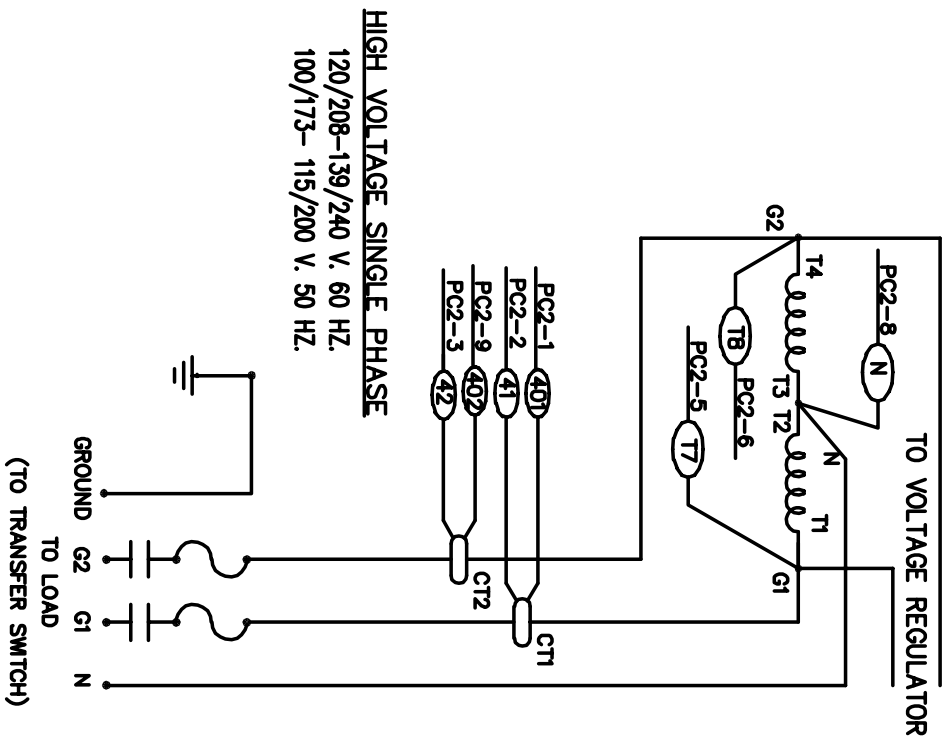 TO VOLTAGE REGULATOR
PC2-8
N
G2
T4
T3
T2
T1
G1
N
T8
PC2-6
PC2-5
T7
PC2-1
401
PC2-2
41
PC2-9
402
PC2-3
42
CT1
CT2
HIGH VOLTAGE SINGLE PHASE
120/208-139/240 V. 60 HZ.
100/173- 115/200 V. 50 HZ.
GROUND
G2
G1
N
TO LOAD
(TO TRANSFER SWITCH)